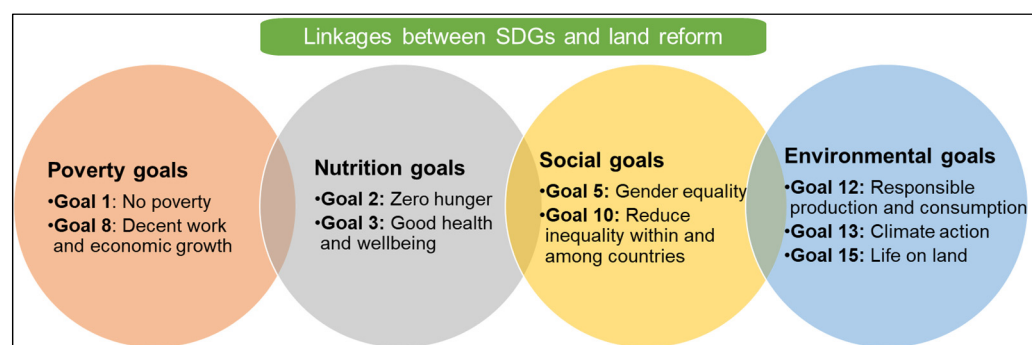 Linkages between SDGs and land reform
Poverty goals
•Goal 1: No poverty
•Goal 8: Decent work
and economic growth
Nutrition goals
•Goal 2: Zero hunger
•Goal 3: Good health
and wellbeing
Social goals
•Goal 5: Gender equality
•Goal 10: Reduce
inequality within and
among countries
Environmental goals
•Goal 12: Responsible
production and consumption
•Goal 13: Climate action
•Goal 15: Life on land